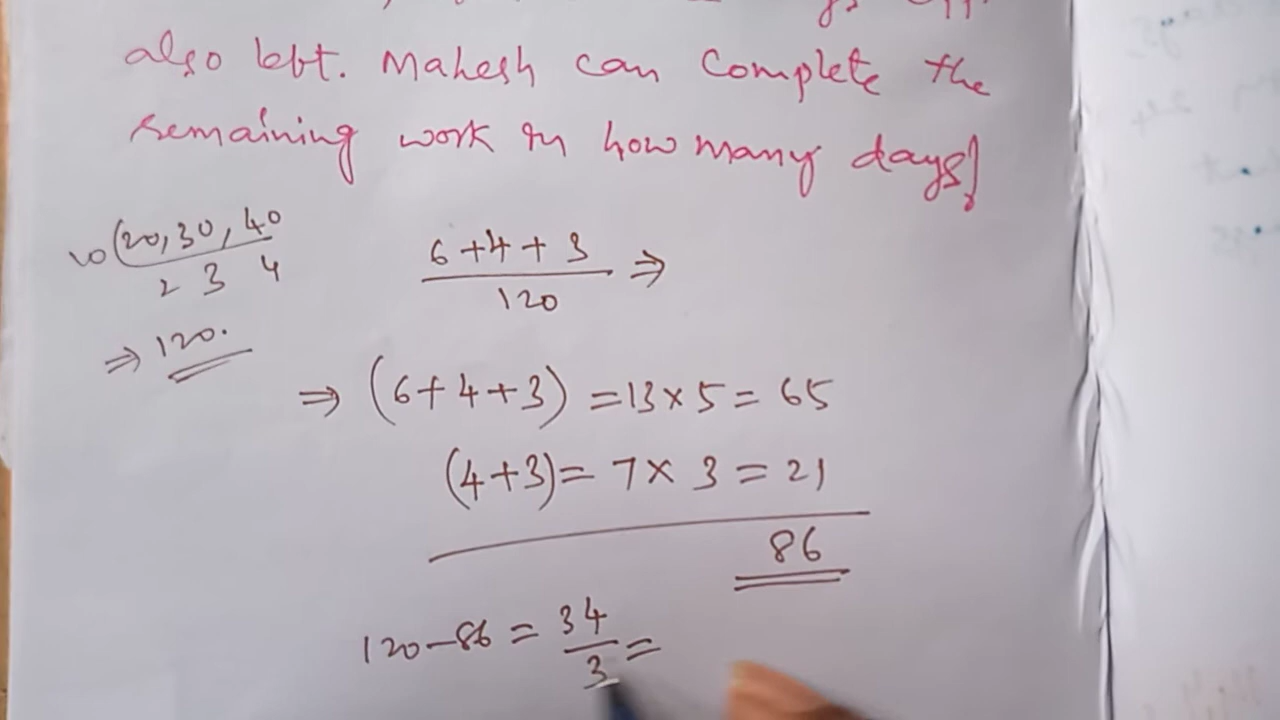 also left. Mahesh can complete the
remaining work in how many days?
10(20,30,40
2 3 4
⇒ 120.
6+4+3
120
⇒
⇒ (6+4+3) =13×5=65
(4+3)= 7×3=21
86
120-86 = 34/3 =